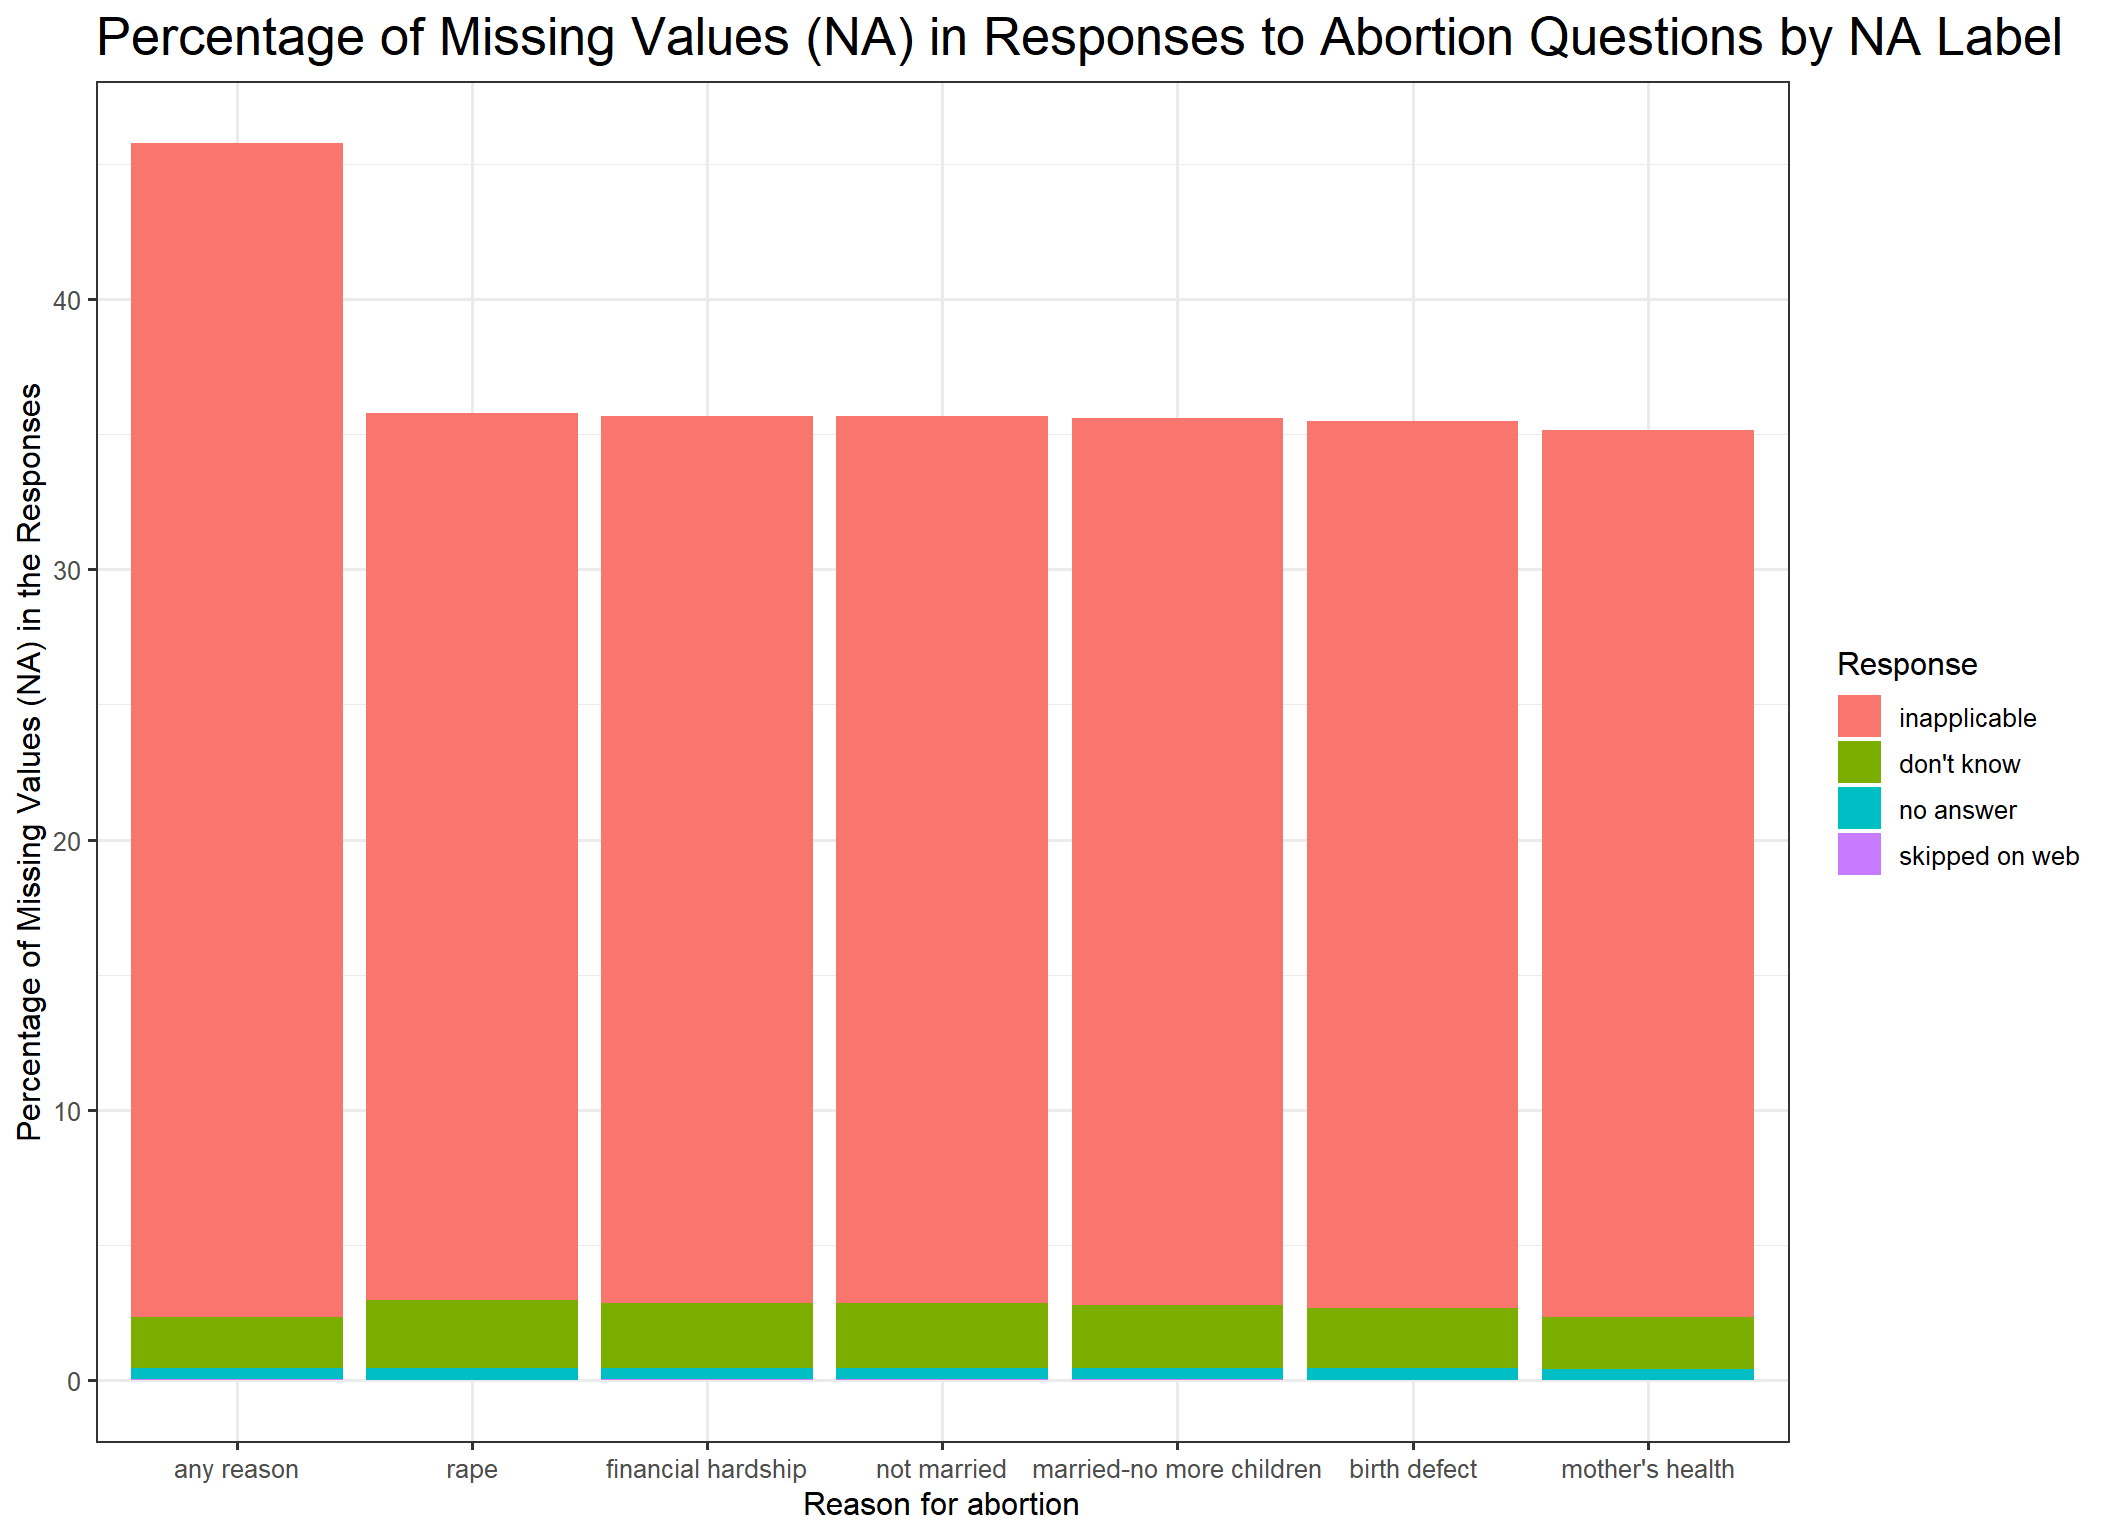 Percentage of Missing Values (NA) in Responses to Abortion Questions by NA Label
Percentage of Missing Values (NA) in the Responses
40
30
20
10
0
any reason
rape
financial hardship
not married
married-no more children
birth defect
mother's health
Reason for abortion
Response
inapplicable
don't know
no answer
skipped on web